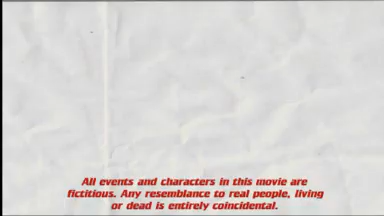 All events and characters in this movie are
fictitious. Any resemblance to real people, living
or dead is entirely coincidental.